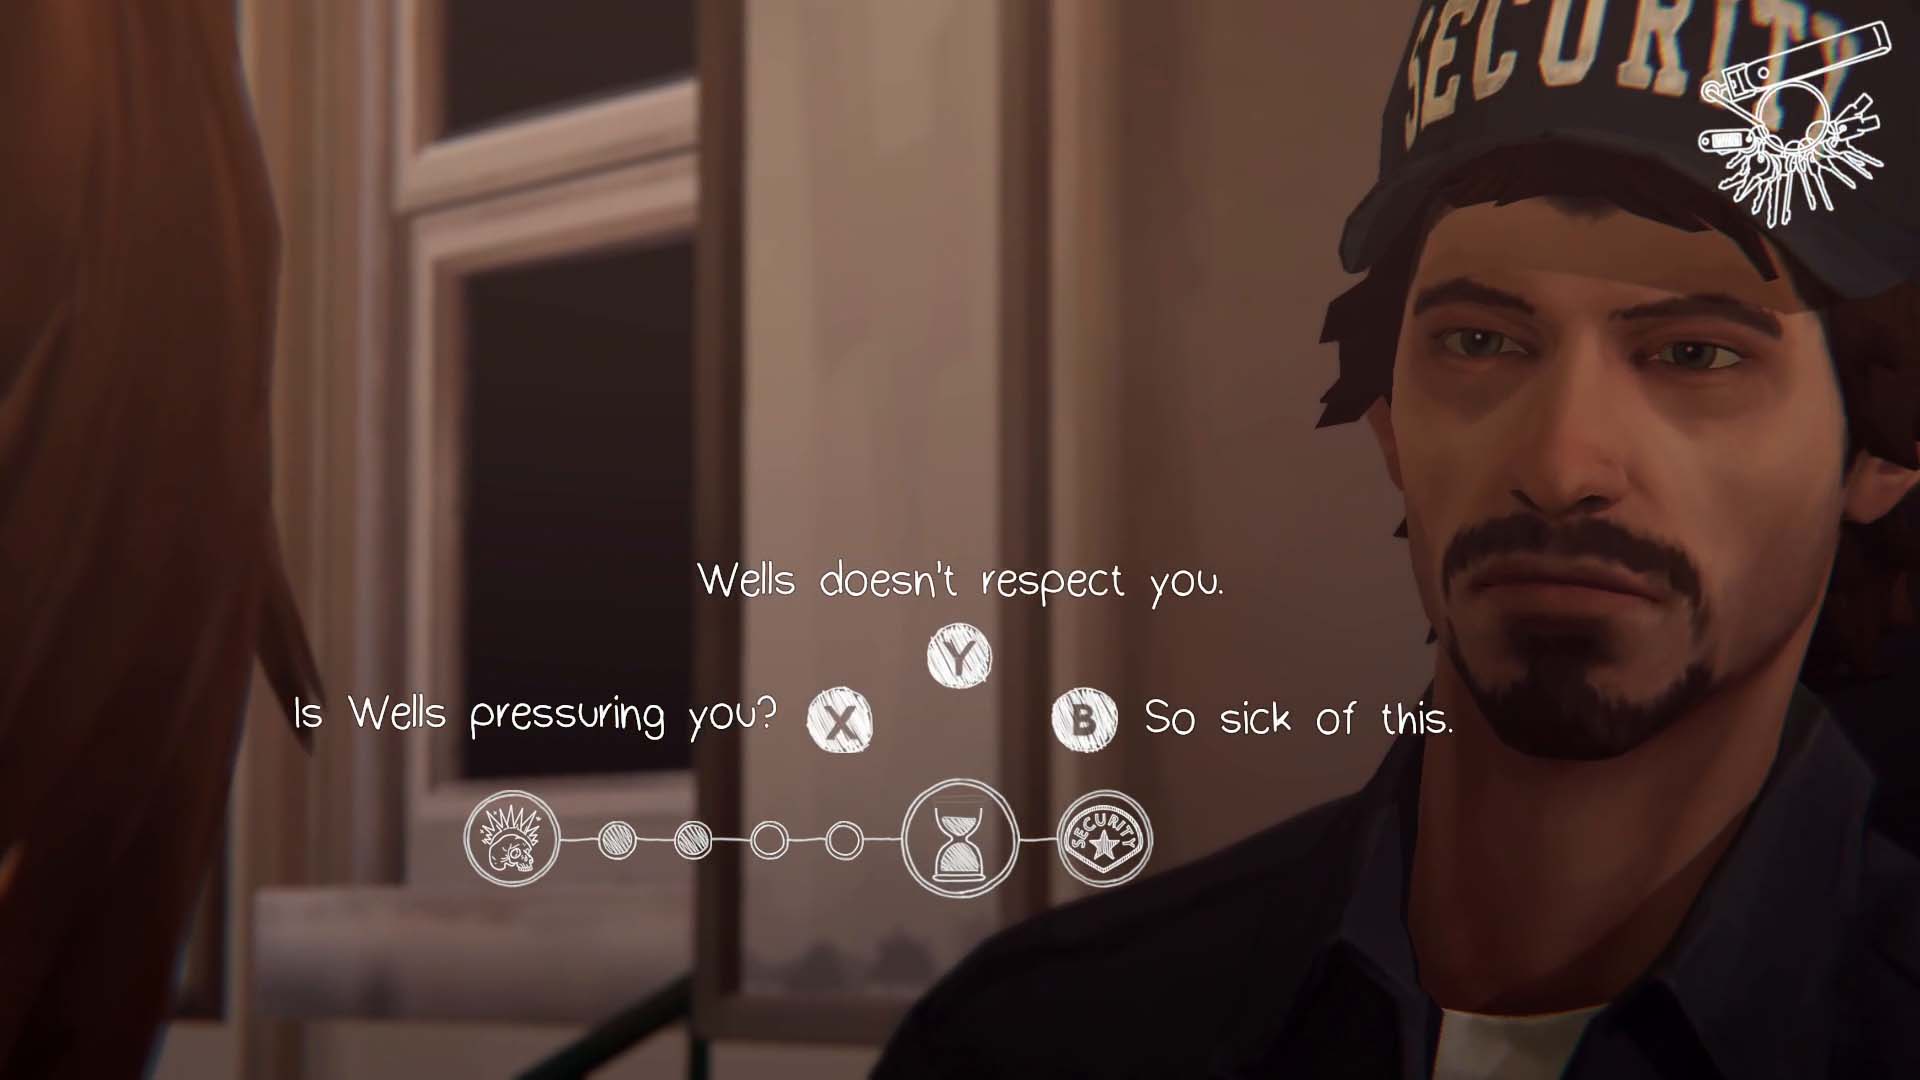 SECURITY
Wells doesn't respect you.
Y
Is Wells pressuring you?
X
B
So sick of this.
SECURITY